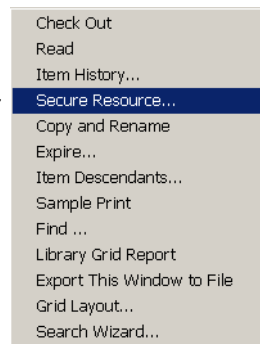 Check Out
Read
Item History...
Secure Resource...
Copy and Rename
Expire...
Item Descendants...
Sample Print
Find ...
Library Grid Report
Export This Window to File
Grid Layout...
Search Wizard...